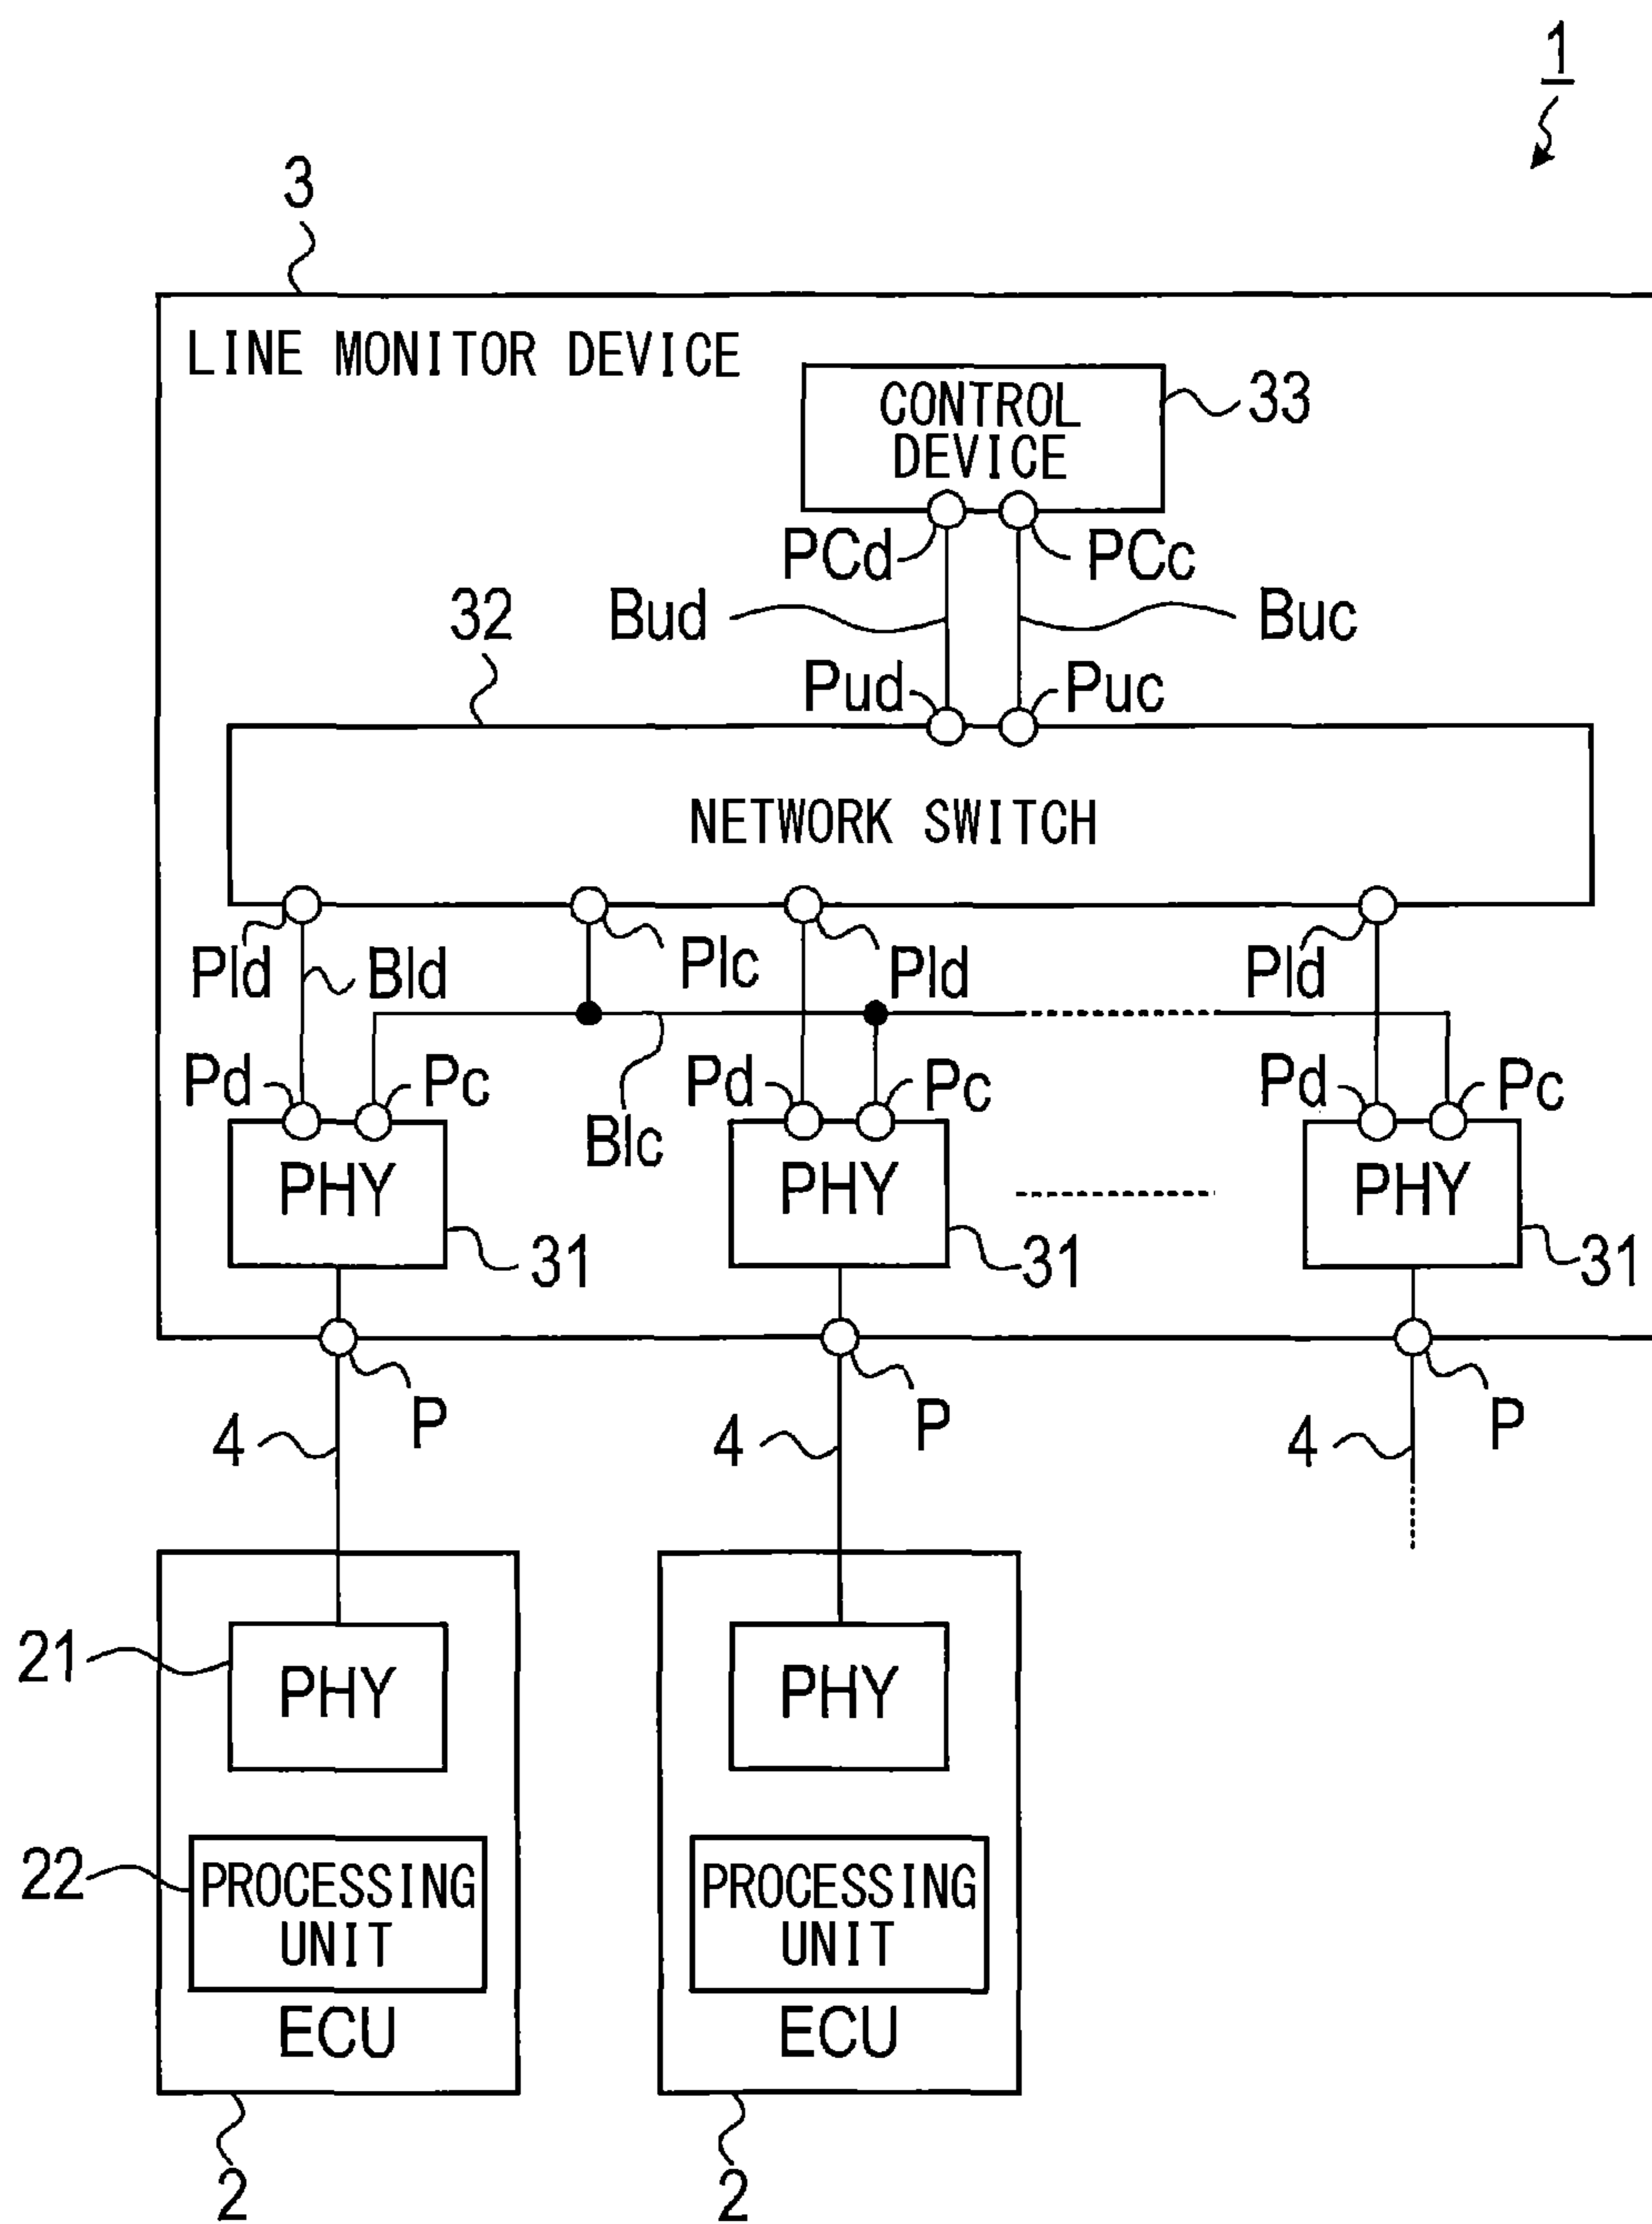 1
3
LINE MONITOR DEVICE
CONTROL
DEVICE
33
PCd
PCc
32
Bud
Buc
Pud
Puc
NETWORK SWITCH
Pld
Bld
Plc
Pld
Pld
Pd
Pc
Blc
Pd
Pc
Pd
Pc
PHY
PHY
PHY
31
31
31
P
P
P
4
4
4
21
PHY
PHY
22
PROCESSING
UNIT
PROCESSING
UNIT
ECU
ECU
2
2